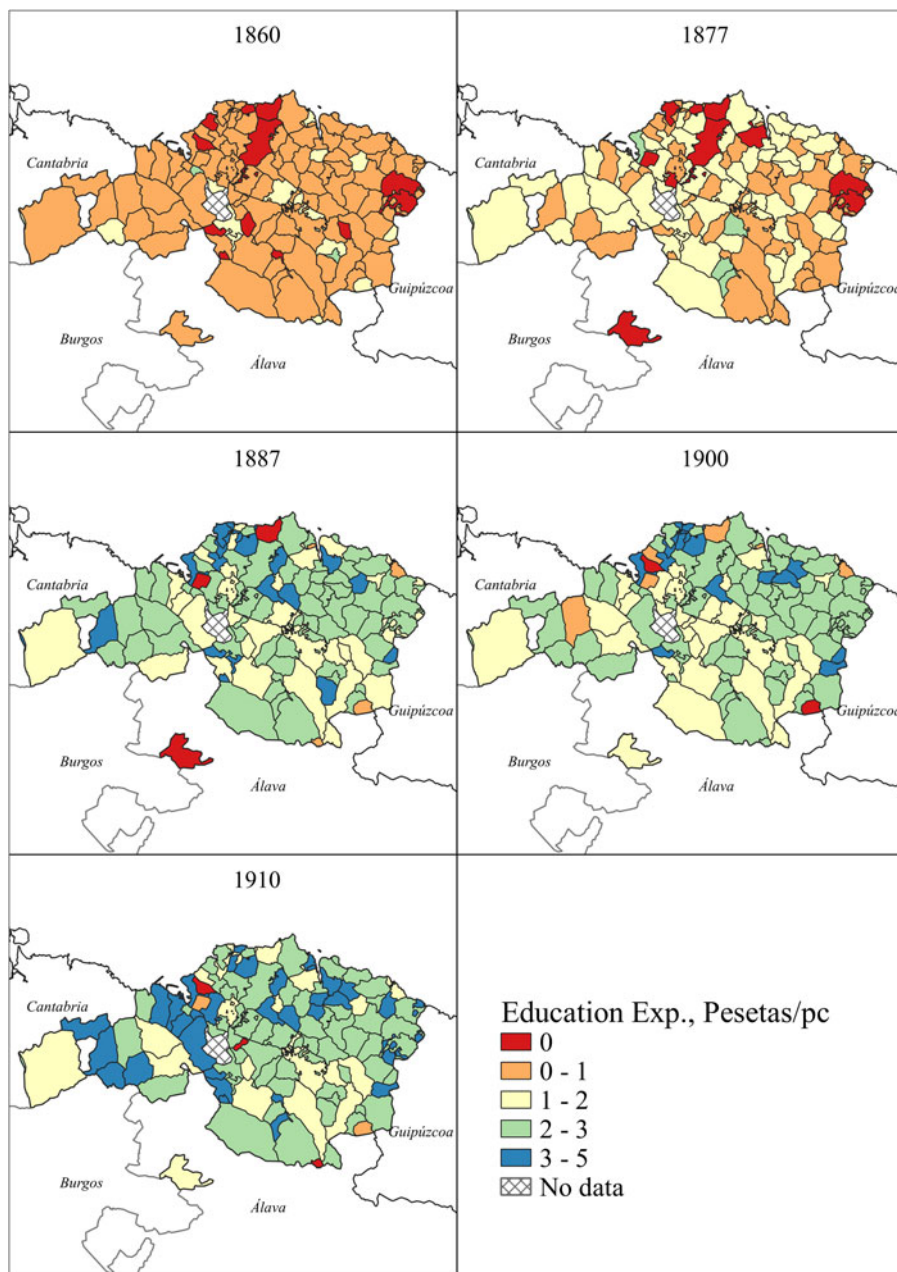 1860
Cantabria
Guipúzcoa
Burgos
Álava
1877
Cantabria
Guipúzcoa
Burgos
Álava
1887
Cantabria
Guipúzcoa
Burgos
Álava
1900
Cantabria
Guipúzcoa
Burgos
Álava
1910
Cantabria
Guipúzcoa
Burgos
Álava
Education Exp., Pesetas/pc
0
0 - 1
1 - 2
2 - 3
3 - 5
No data